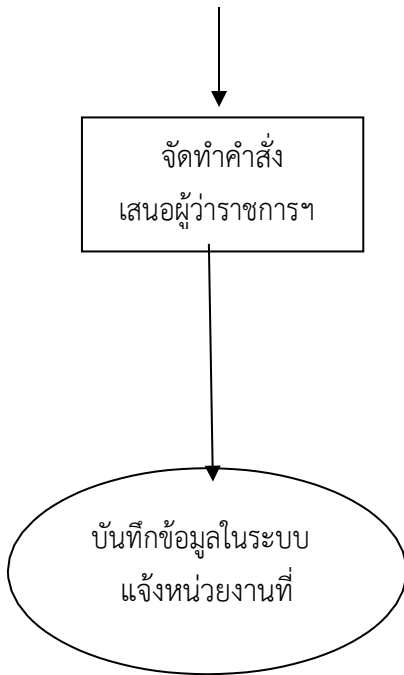 จัดทำคำสั่ง
เสนอผู้ว่าราชการฯ
บันทึกข้อมูลในระบบ
แจ้งหน่วยงานที่